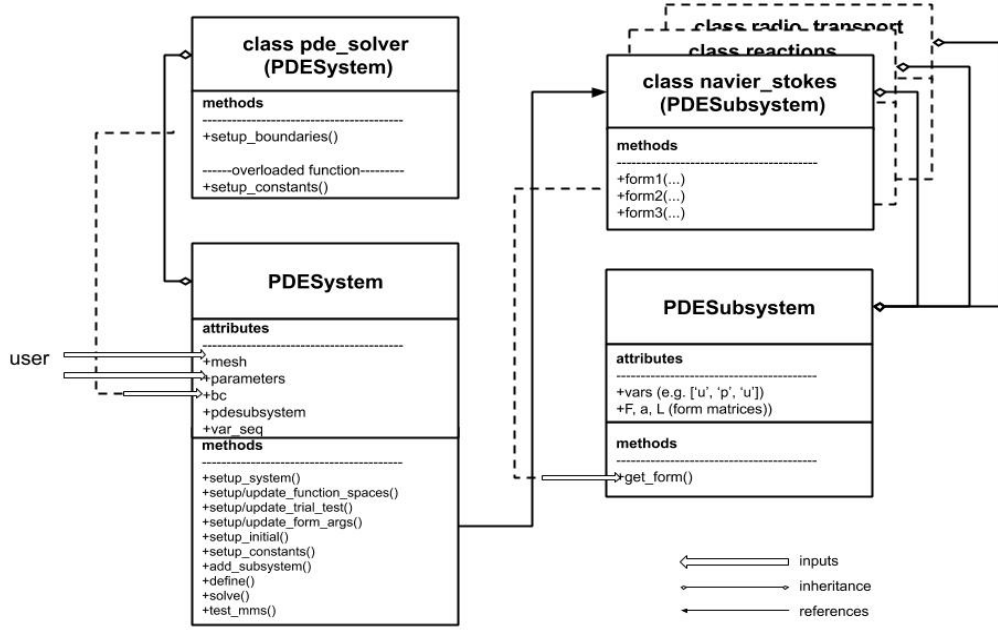 class pde_solver
(PDESystem)
methods
+setup_boundaries()
------overloaded function---------
+setup_constants()
PDESystem
attributes
user
+mesh
+parameters
+bc
+pdesubsystem
+var_seq
methods
+setup_system()
+setup/update_function_spaces()
+setup/update_trial_test()
+setup/update_form_args()
+setup_initial()
+setup_constants()
+add_subsystem()
+define()
+solve()
+test_mms()
class radio_transport
class reactions
class navier_stokes
(PDESubsystem)
methods
+form1(...)
+form2(...)
+form3(...)
PDESubsystem
attributes
+vars (e.g. ['u', 'p', 'u'])
+F, a, L (form matrices))
methods
+get_form()
inputs
inheritance
references